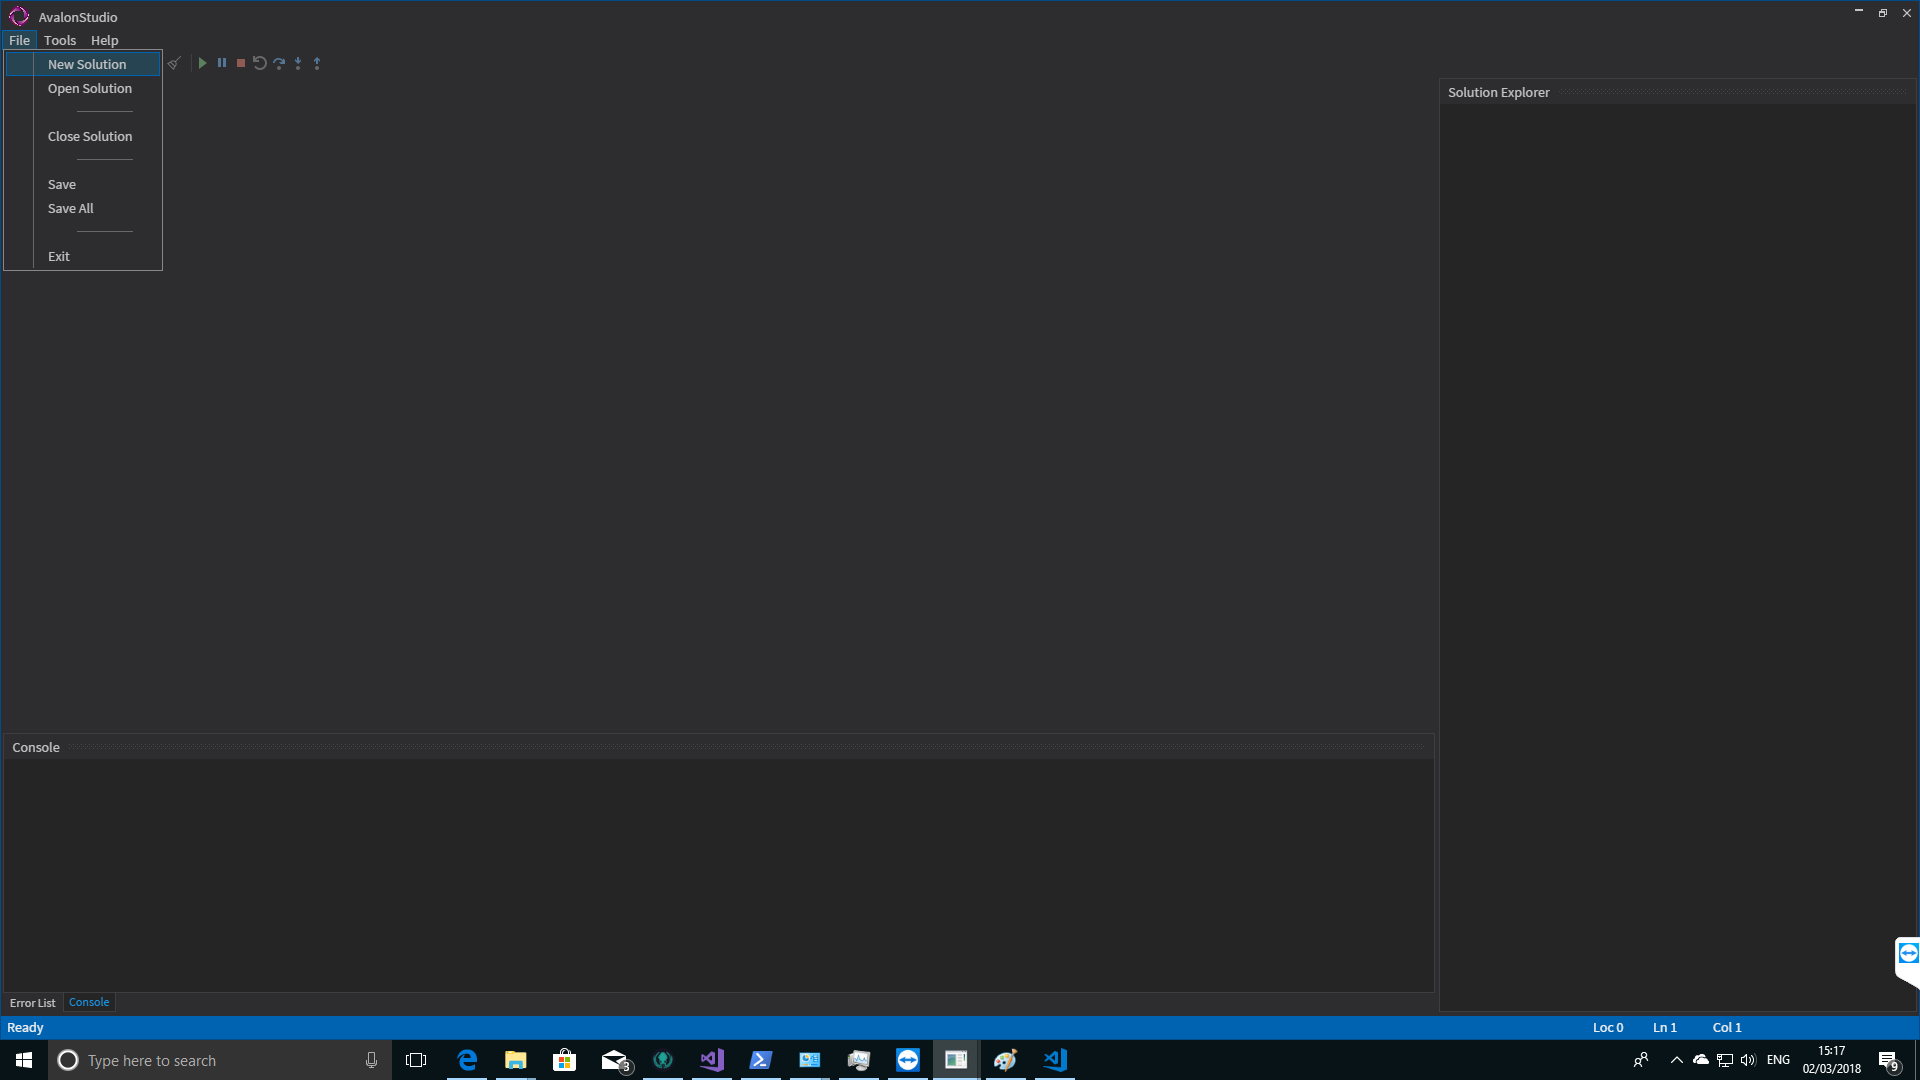 AvalonStudio
File Tools Help
New Solution
Open Solution
Close Solution
Save
Save All
Exit
Solution Explorer
Console
Error List Console
Ready
Loc 0 Ln 1 Col 1
Type here to search
3
ENG
15:17
02/03/2018
9